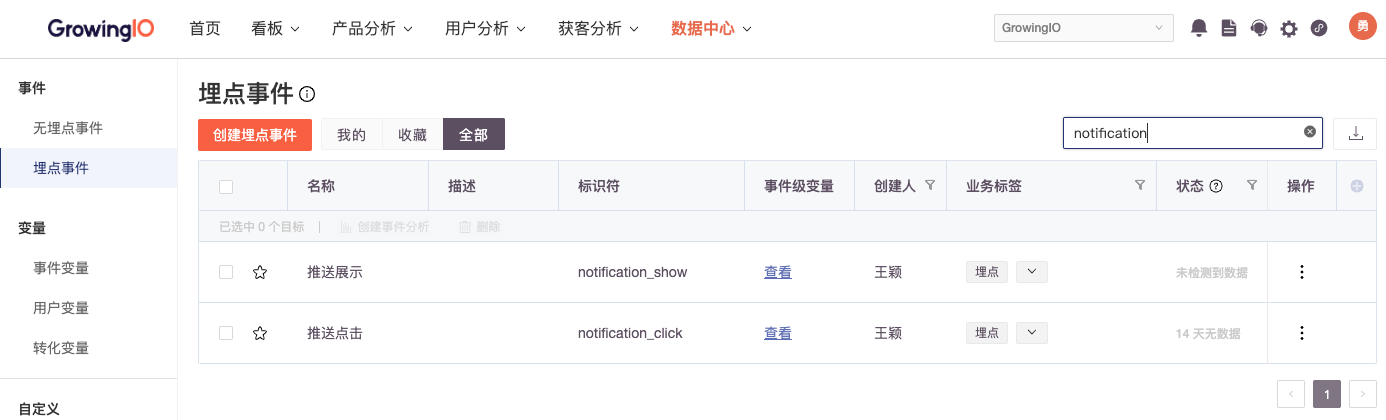 GrowingIO 首页 看板 产品分析 用户分析 获客分析 数据中心 GrowingIO 勇
事件
无埋点事件
埋点事件
变量
事件变量
用户变量
转化变量
自定义
埋点事件
创建埋点事件 我的 收藏 全部 notification
名称 描述 标识符 事件级变量 创建人 业务标签 状态 操作
已选中 0 个目标 创建事件分析 删除
推送展示 notification_show 查看 王颖 埋点 未检测到数据
推送点击 notification_click 查看 王颖 埋点 14 天无数据
1